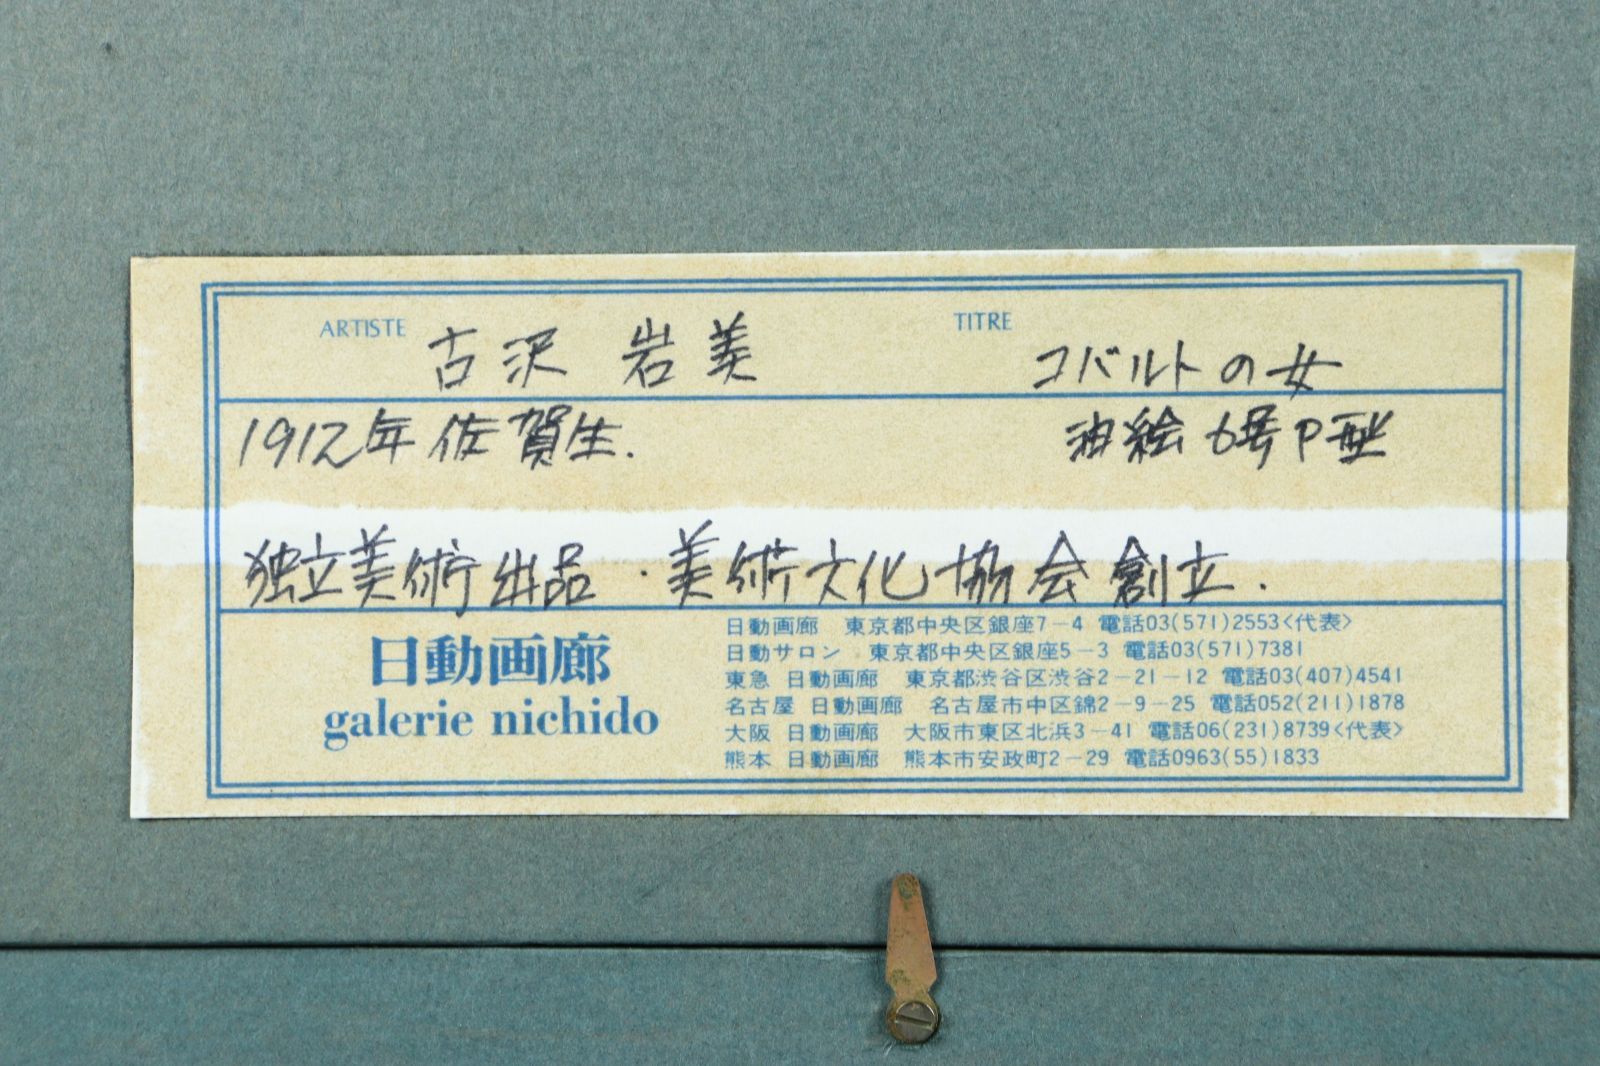 ARTISTE 古沢 岩美 TITRE コバルトの女
1912年 佐賀生. 油絵 6号P型
独立美術出品・美術文化協会創立.
日動画廊
galerie nichido
日動画廊 東京都中央区銀座7-4 電話03(571)2553<代表>
日動サロン 東京都中央区銀座5-3 電話03(571)7381
東急 日動画廊 東京都渋谷区渋谷2-21-12 電話03(407)4541
名古屋 日動画廊 名古屋市中区錦2-9-25 電話052(211)1878
大阪 日動画廊 大阪市東区北浜3-41 電話06(231)8739<代表>
熊本 日動画廊 熊本市安政町2-29 電話0963(55)1833